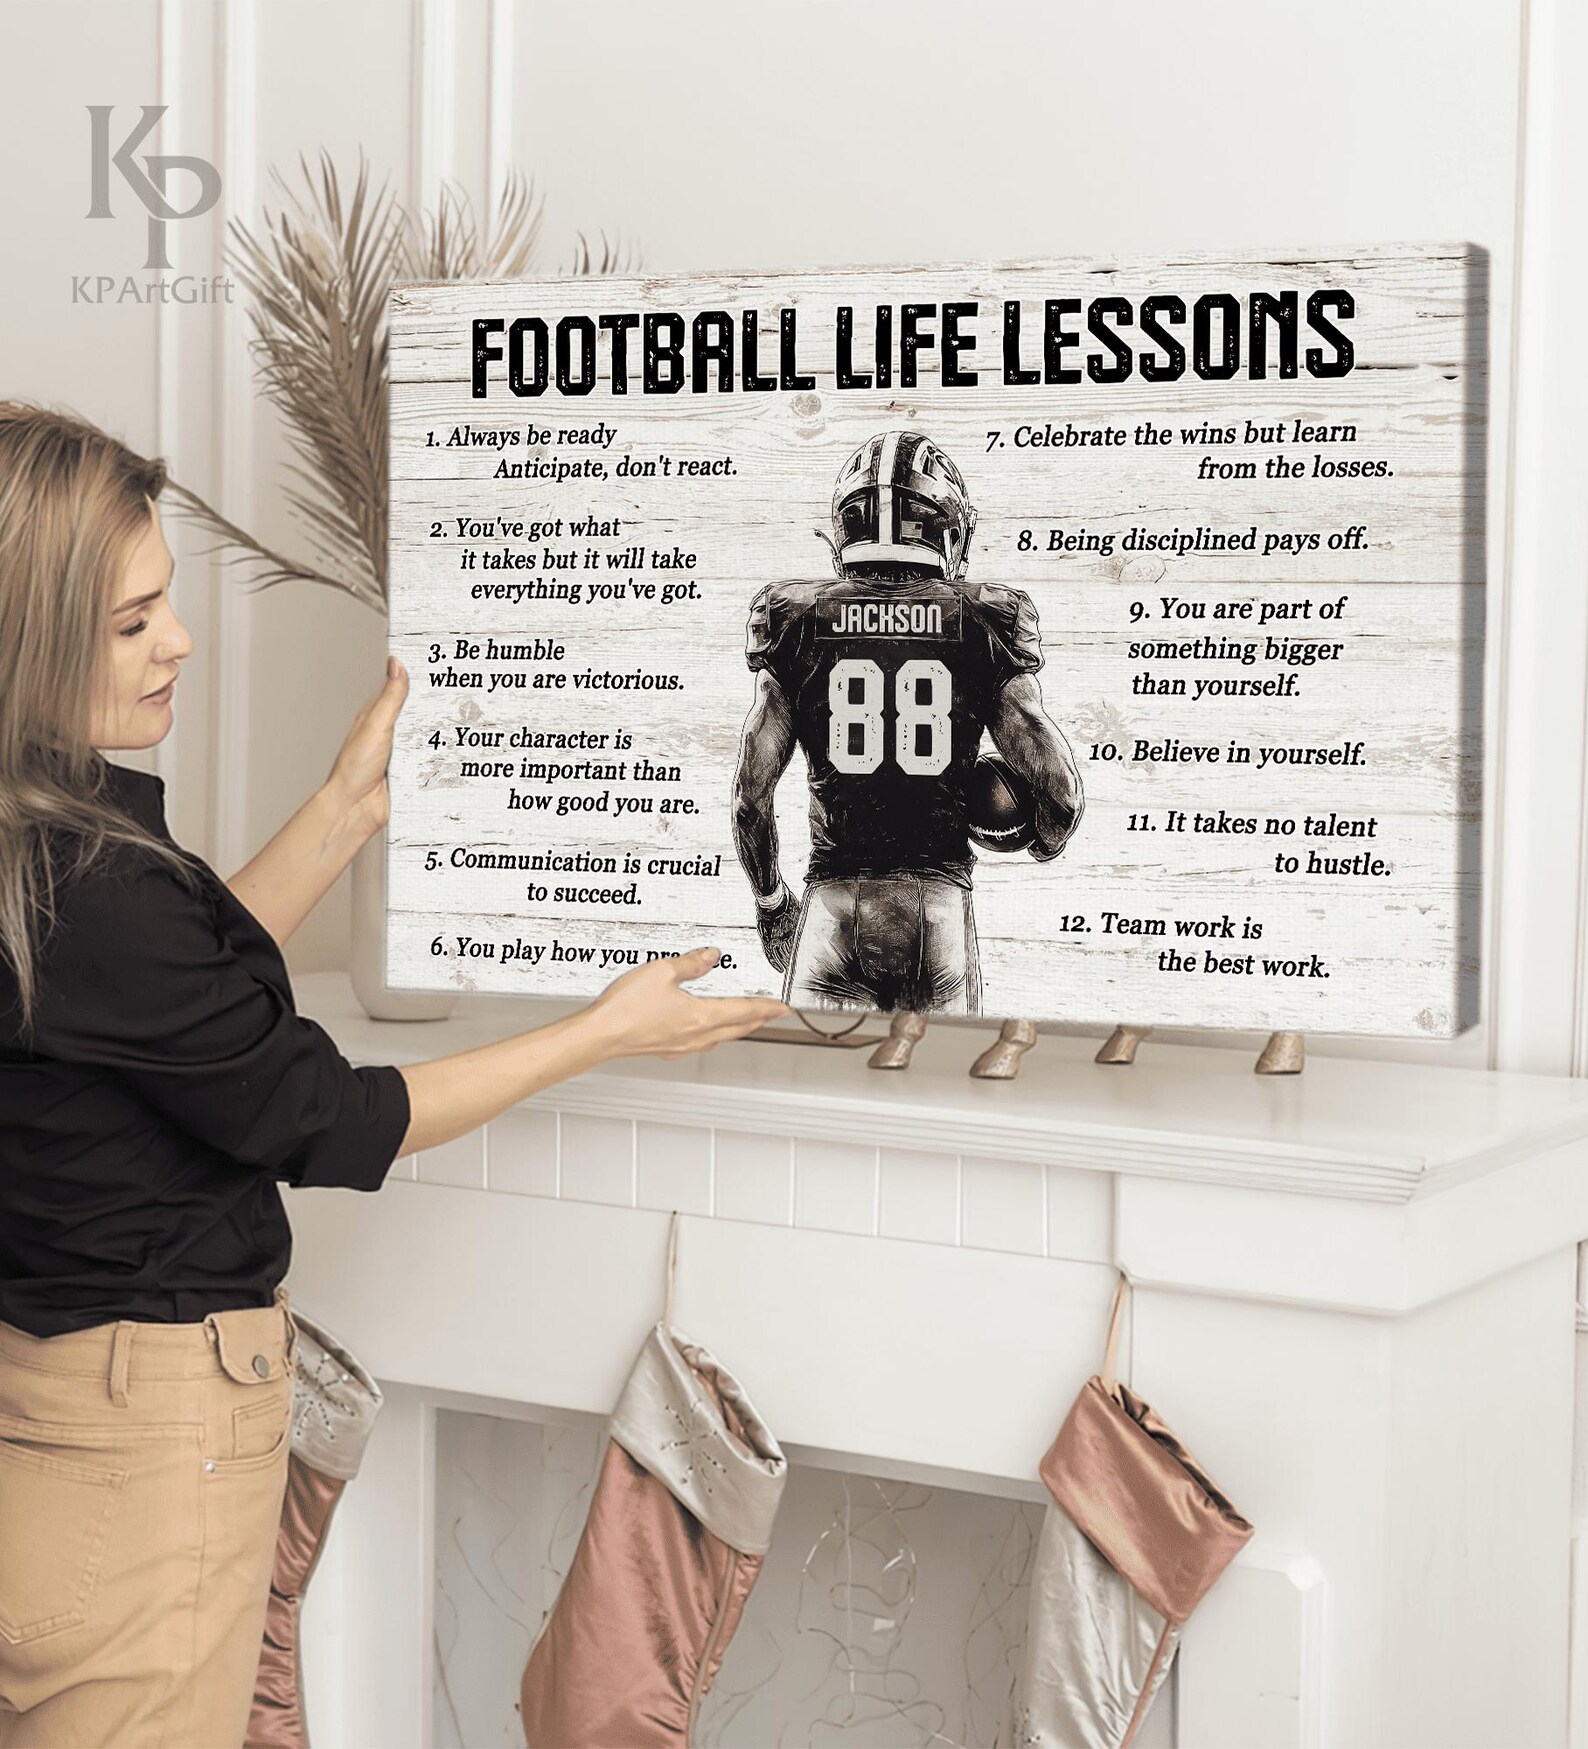 KP
KPArtGift
FOOTBALL LIFE LESSONS
1. Always be ready
Anticipate, don't react.
2. You've got what
it takes but it will take
everything you've got.
3. Be humble
when you are victorious.
4. Your character is
more important than
how good you are.
5. Communication is crucial
to succeed.
6. You play how you
7. Celebrate the wins but learn
from the losses.
8. Being disciplined pays off.
9. You are part of
something bigger
than yourself.
10. Believe in yourself.
11. It takes no talent
to hustle.
12. Team work is
the best work.
JACKSON
88